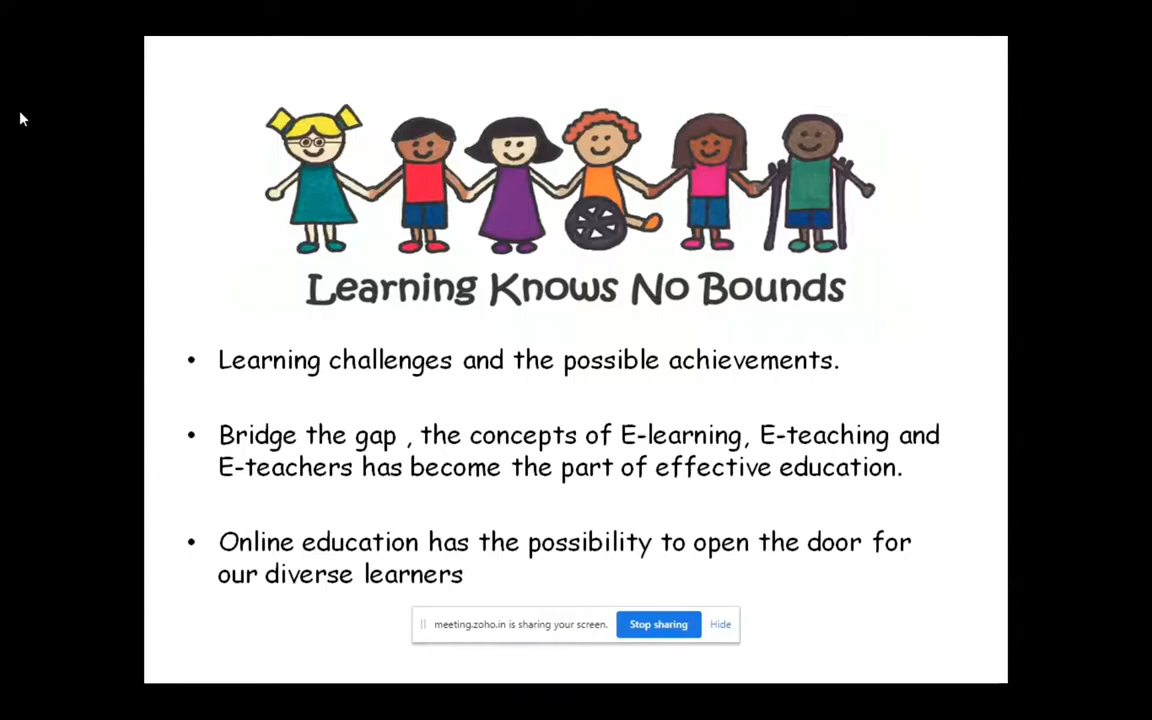 Learning Knows No Bounds
• Learning challenges and the possible achievements.
• Bridge the gap , the concepts of E-learning, E-teaching and
E-teachers has become the part of effective education.
• Online education has the possibility to open the door for
our diverse learners
meeting.zoho.in is sharing your screen. Stop sharing Hide